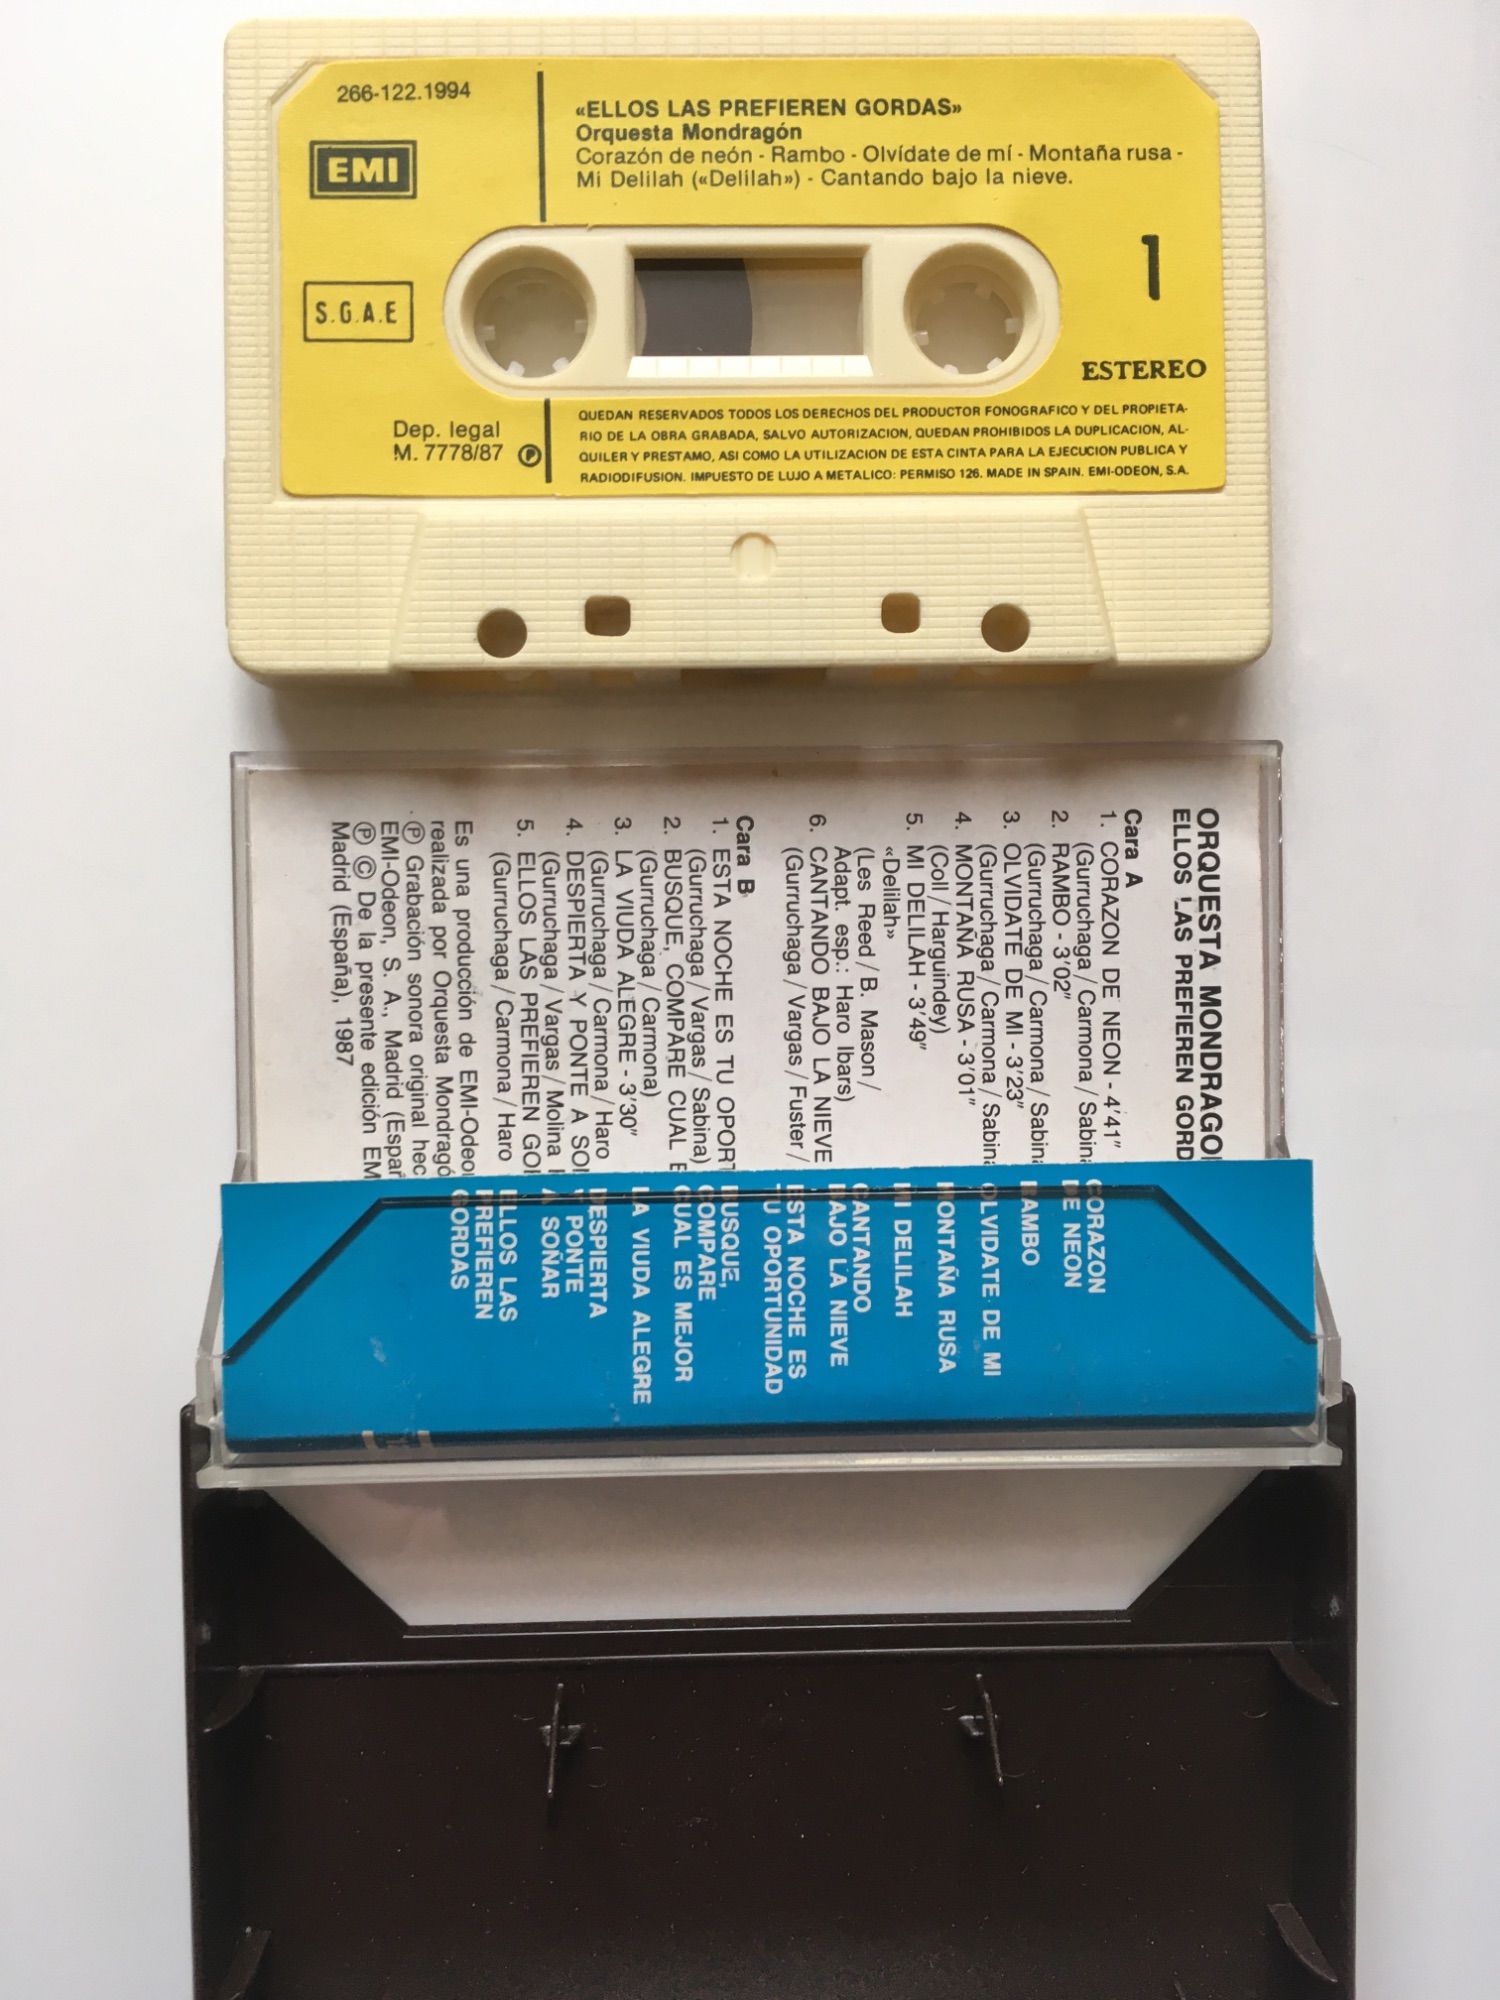 266-122.1994
EMI
S.G.A.E
Dep. legal
M. 7778/87 Ⓟ
«ELLOS LAS PREFIEREN GORDAS»
Orquesta Mondragón
Corazón de neón - Rambo - Olvídate de mí - Montaña rusa -
Mi Delilah («Delilah») - Cantando bajo la nieve.
1
ESTEREO
QUEDAN RESERVADOS TODOS LOS DERECHOS DEL PRODUCTOR FONOGRAFICO Y DEL PROPIETA-
RIO DE LA OBRA GRABADA, SALVO AUTORIZACION, QUEDAN PROHIBIDOS LA DUPLICACION, AL-
QUILER Y PRESTAMO, ASI COMO LA UTILIZACION DE ESTA CINTA PARA LA EJECUCION PUBLICA Y
RADIODIFUSION. IMPUESTO DE LUJO A METALICO: PERMISO 126. MADE IN SPAIN. EMI-ODEON, S.A.
ORQUESTA MONDRAGO
ELLOS LAS PREFIEREN GORD
Cara A
1. CORAZON DE NEON - 4'41"
(Gurruchaga / Carmona / Sabina
2. RAMBO - 3'02"
(Gurruchaga / Carmona / Sabina
3. OLVIDATE DE MI - 3'23"
(Gurruchaga / Carmona / Sabina
4. MONTAÑA RUSA - 3'01"
(Coll / Harguindey)
5. MI DELILAH - 3'49"
«Delilah»
(Les Reed / B. Mason /
Adapt. esp.: Haro Ibars)
6. CANTANDO BAJO LA NIEVE
(Gurruchaga / Vargas / Fuster /
Cara B
1. ESTA NOCHE ES TU OPORT
(Gurruchaga / Vargas / Sabina)
2. BUSQUE, COMPARE CUAL E
(Gurruchaga / Carmona)
3. LA VIUDA ALEGRE - 3'30"
(Gurruchaga / Carmona / Haro
4. DESPIERTA Y PONTE A SO
(Gurruchaga / Vargas / Molina
5. ELLOS LAS PREFIEREN GO
(Gurruchaga / Carmona / Haro
Es una producción de EMI-Odeo
realizada por Orquesta Mondragó
Ⓟ Grabación sonora original hec
EMI-Odeon, S. A., Madrid (Españ
Ⓟ © De la presente edición EM
Madrid (España), 1987
CORAZON
DE NEON
RAMBO
OLVIDATE DE MI
MONTAÑA RUSA
MI DELILAH
CANTANDO
BAJO LA NIEVE
ESTA NOCHE ES
TU OPORTUNIDAD
BUSQUE,
COMPARE
CUAL ES MEJOR
LA VIUDA ALEGRE
DESPIERTA
Y PONTE
A SOÑAR
ELLOS LAS
PREFIEREN
GORDAS